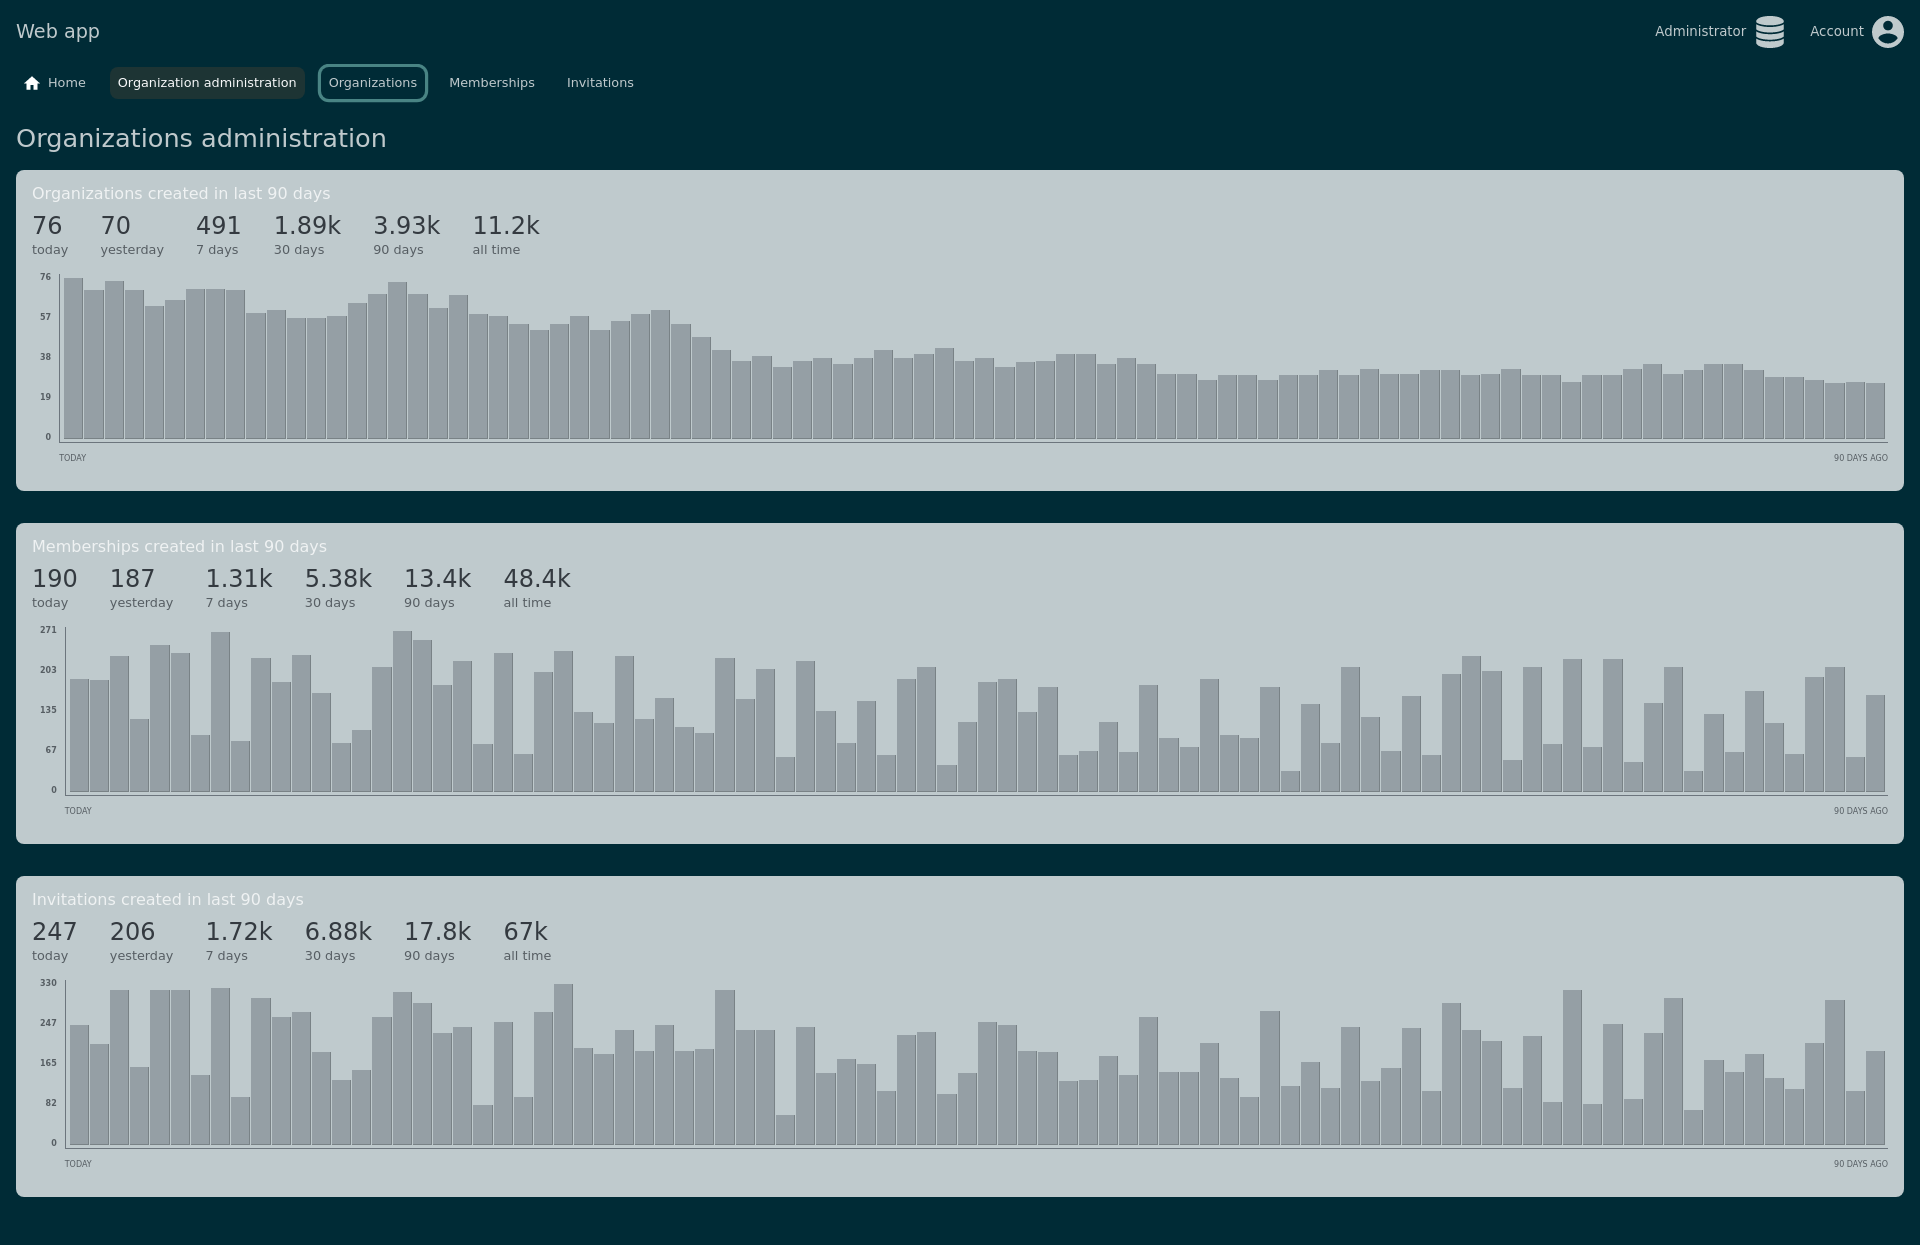 Web app
Administrator
Account
Home
Organization administration
Organizations
Memberships
Invitations
Organizations administration
Organizations created in last 90 days
76 70 491 1.89k 3.93k 11.2k
today yesterday 7 days 30 days 90 days all time
76
57
38
19
0
TODAY 90 DAYS AGO
Memberships created in last 90 days
190 187 1.31k 5.38k 13.4k 48.4k
today yesterday 7 days 30 days 90 days all time
271
203
135
67
0
TODAY 90 DAYS AGO
Invitations created in last 90 days
247 206 1.72k 6.88k 17.8k 67k
today yesterday 7 days 30 days 90 days all time
330
247
165
82
0
TODAY 90 DAYS AGO